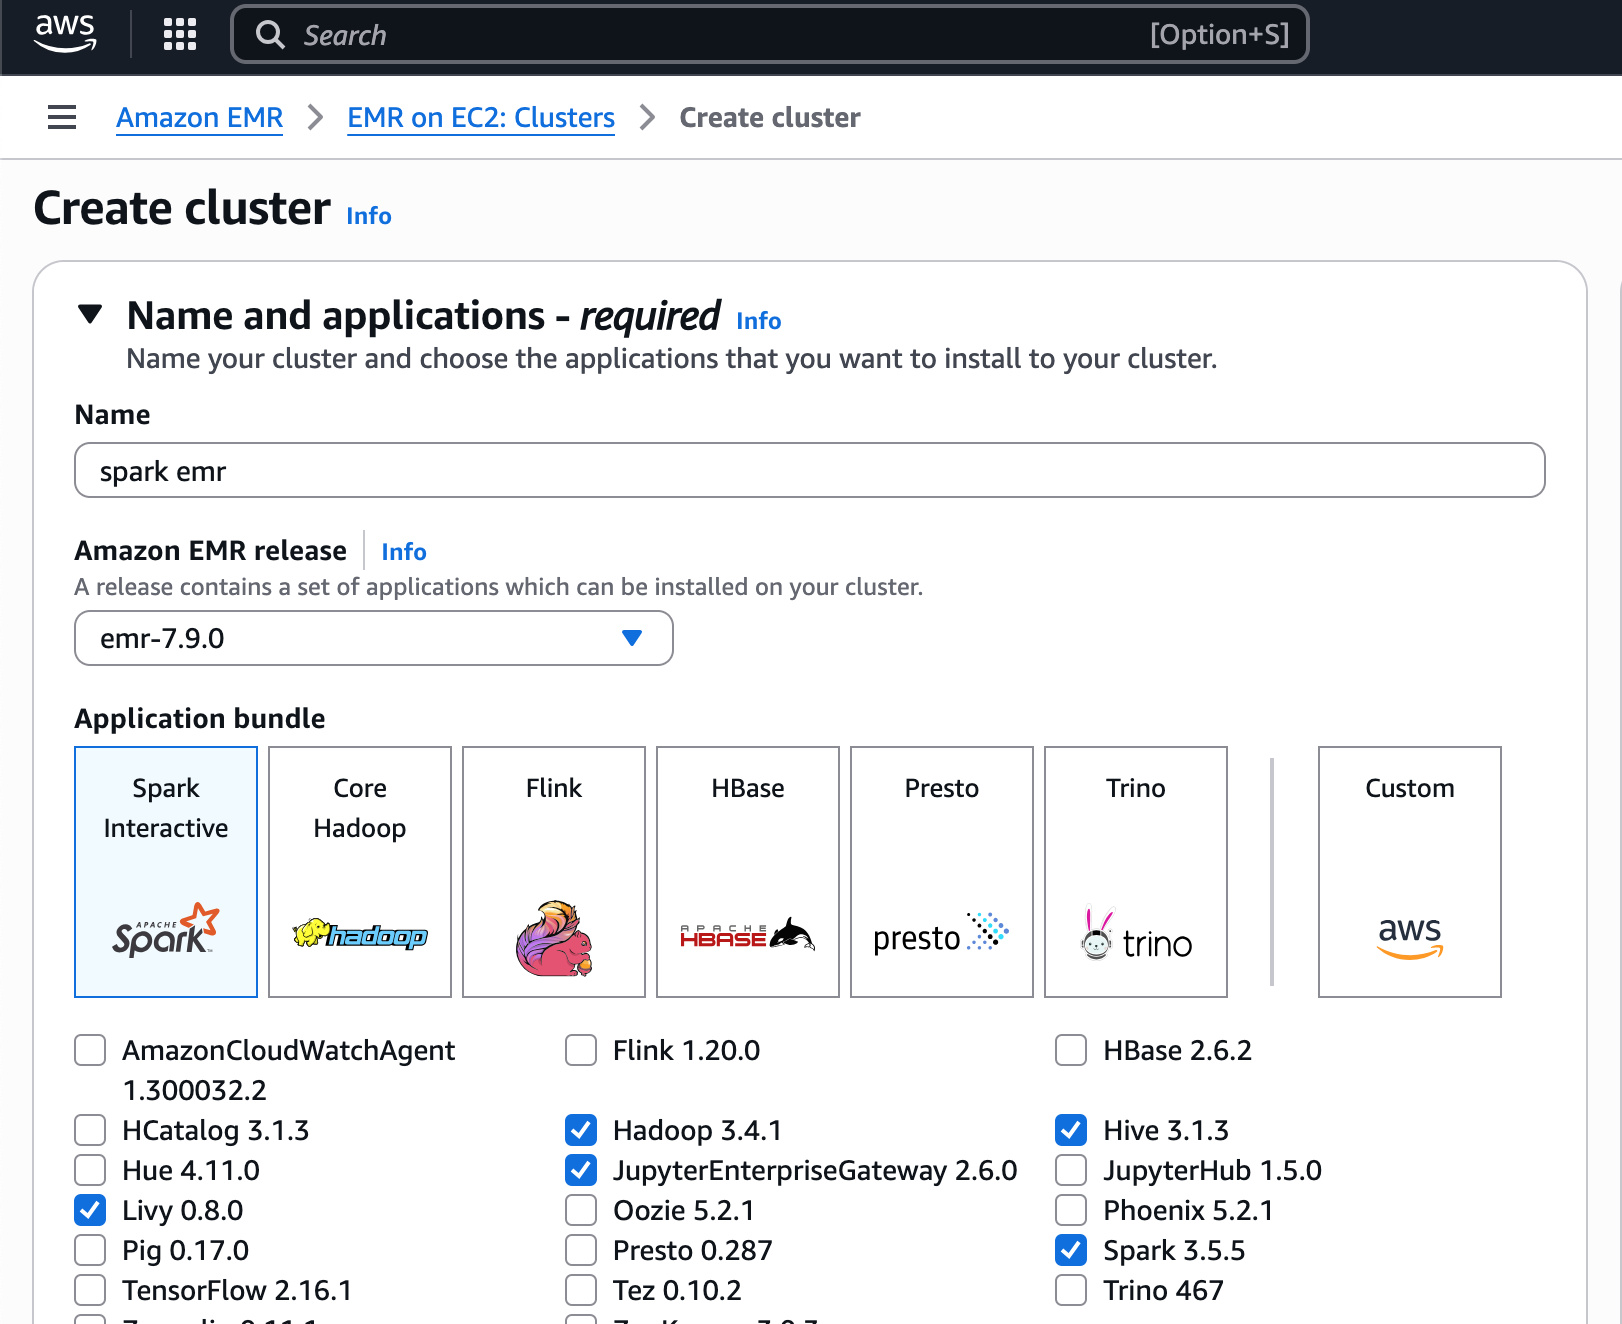 aws
Search [Option+S]
Amazon EMR EMR on EC2: Clusters Create cluster
Create cluster Info
Name and applications - required Info
Name your cluster and choose the applications that you want to install to your cluster.
Name
spark emr
Amazon EMR release Info
A release contains a set of applications which can be installed on your cluster.
emr-7.9.0
Application bundle
Spark Interactive
APACHE Spark™
Core Hadoop
hadoop
Flink
HBase
APACHE HBASE
Presto
presto
Trino
trino
Custom
aws
AmazonCloudWatchAgent 1.300032.2
Flink 1.20.0
HBase 2.6.2
HCatalog 3.1.3
Hadoop 3.4.1
Hive 3.1.3
Hue 4.11.0
JupyterEnterpriseGateway 2.6.0
JupyterHub 1.5.0
Livy 0.8.0
Oozie 5.2.1
Phoenix 5.2.1
Pig 0.17.0
Presto 0.287
Spark 3.5.5
TensorFlow 2.16.1
Tez 0.10.2
Trino 467